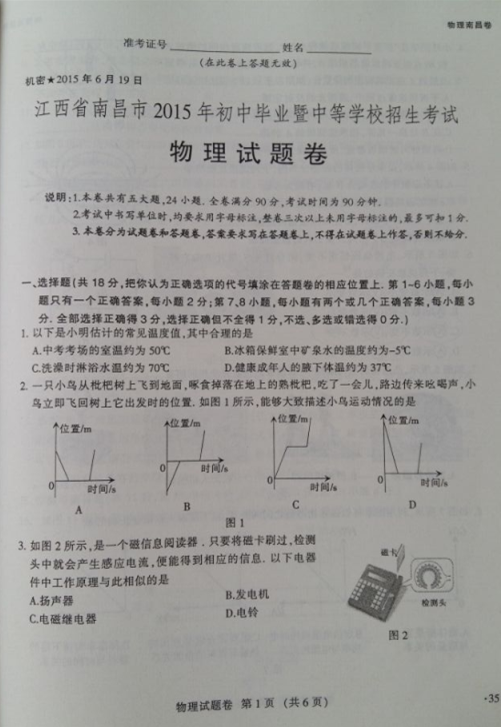 物理南昌卷
准考证号 姓名
(在此卷上答题无效)
机密★2015年6月19日
江西省南昌市2015年初中毕业暨中等学校招生考试
物理试题卷
说明:1.本卷共有五大题,24小题.全卷满分90分,考试时间为90分钟.
2.考试中书写单位时,均要求用字母标注,整卷三次以上未用字母标注的,最多可扣1分.
3.本卷分为试题卷和答题卷,答案要求写在答题卷上,不得在试题卷上作答,否则不给分.
一、选择题(共18分,把你认为正确选项的代号填涂在答题卷的相应位置上.第1-6小题,每小
题只有一个正确答案,每小题2分;第7、8小题,每小题有两个或几个正确答案,每小题3
分.全部选择正确得3分,选择正确但不全得1分,不选、多选或错选得0分.)
1.以下是小明估计的常见温度值,其中合理的是
A.中考考场的室温约为50℃ B.冰箱保鲜室中矿泉水的温度约为-5℃
C.洗澡时淋浴水温约为70℃ D.健康成年人的腋下体温约为37℃
2.一只小鸟从枇杷树上飞到地面,啄食掉落在地上的熟枇杷,吃了一会儿,路边传来吆喝声,小
鸟立即飞回树上它出发时的位置.如图1所示,能够大致描述小鸟运动情况的是
位置/m 位置/m 位置/m 位置/m
0 时间/s 0 时间/s 0 时间/s 0 时间/s
A B C D
图1
3.如图2所示,是一个磁信息阅读器.只要将磁卡刷过,检测
头中就会产生感应电流,便能得到相应的信息.以下电器
件中工作原理与此相似的是
A.扬声器 B.发电机
C.电磁继电器 D.电铃
磁卡
检测头
图2
物理试题卷 第1页 (共6页)
·35